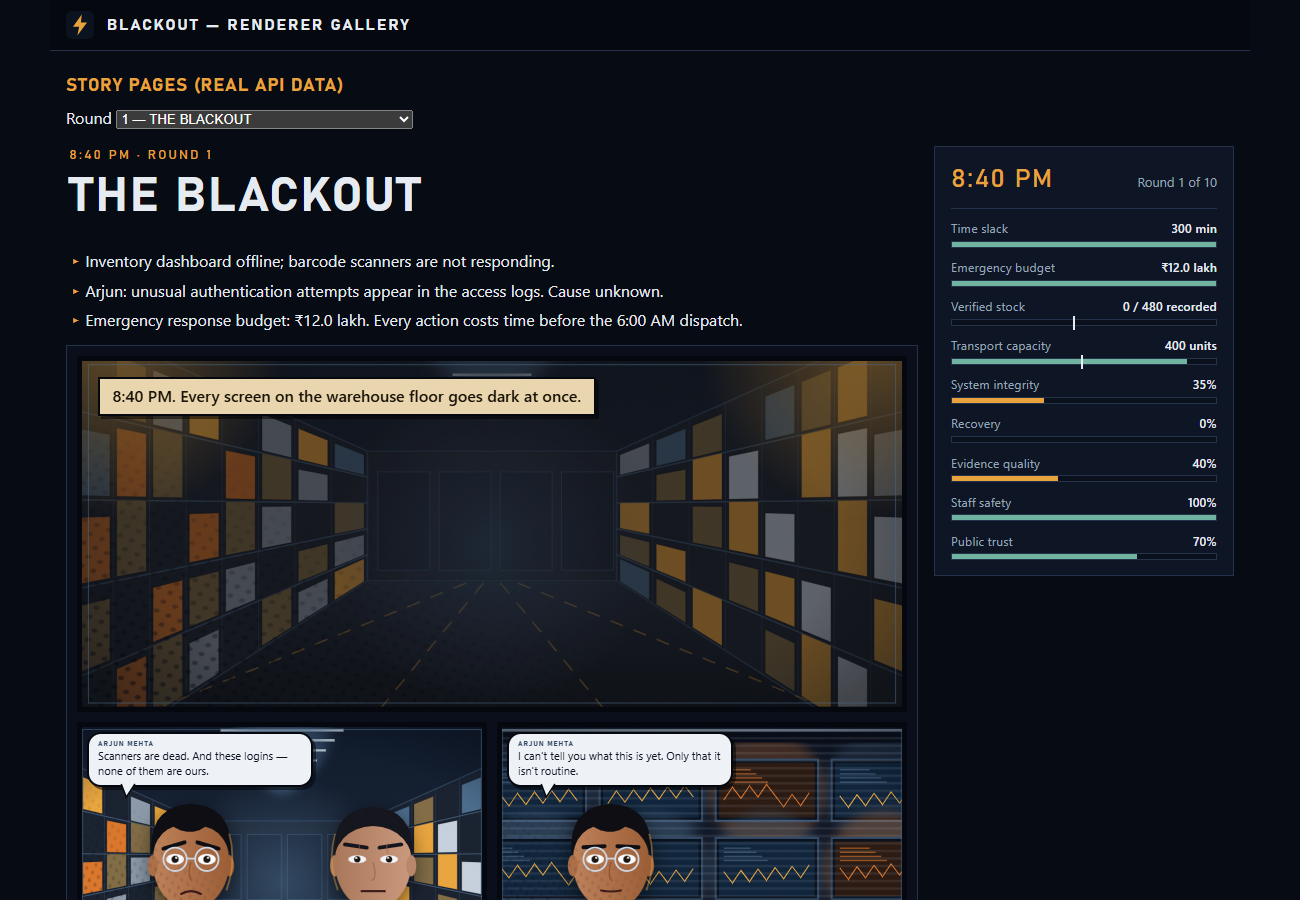 BLACKOUT — RENDERER GALLERY
STORY PAGES (REAL API DATA)
Round 1 — THE BLACKOUT
8:40 PM · ROUND 1
THE BLACKOUT
▸ Inventory dashboard offline; barcode scanners are not responding.
▸ Arjun: unusual authentication attempts appear in the access logs. Cause unknown.
▸ Emergency response budget: ₹12.0 lakh. Every action costs time before the 6:00 AM dispatch.
8:40 PM. Every screen on the warehouse floor goes dark at once.
ARJUN MEHTA
Scanners are dead. And these logins —
none of them are ours.
ARJUN MEHTA
I can't tell you what this is yet. Only that it
isn't routine.
8:40 PM Round 1 of 10
Time slack 300 min
Emergency budget ₹12.0 lakh
Verified stock 0 / 480 recorded
Transport capacity 400 units
System integrity 35%
Recovery 0%
Evidence quality 40%
Staff safety 100%
Public trust 70%